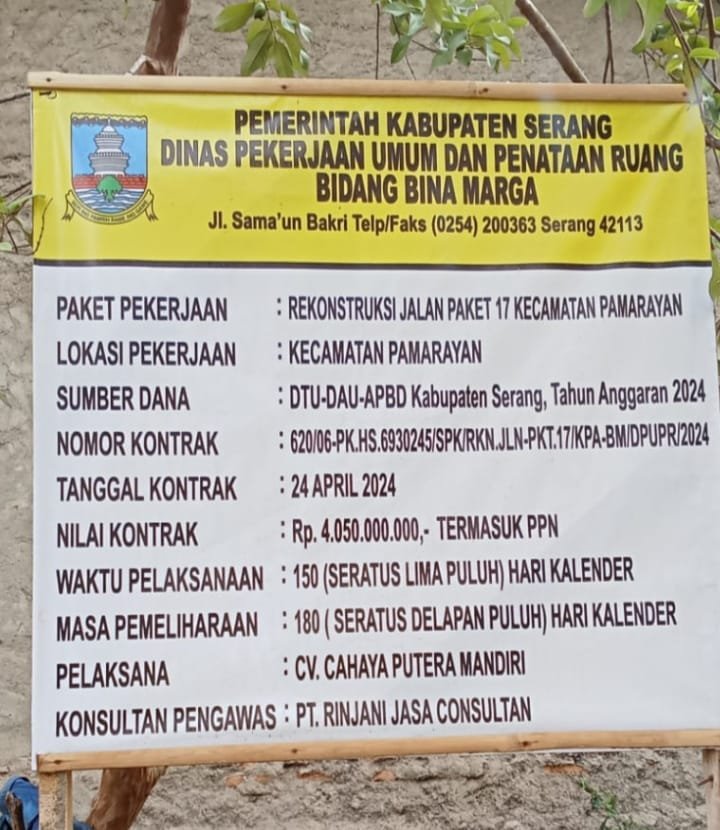 PEMERINTAH KABUPATEN SERANG
DINAS PEKERJAAN UMUM DAN PENATAAN RUANG
BIDANG BINA MARGA
Jl. Sama'un Bakri Telp/Faks (0254) 200363 Serang 42113
PAKET PEKERJAAN : REKONSTRUKSI JALAN PAKET 17 KECAMATAN PAMARAYAN
LOKASI PEKERJAAN : KECAMATAN PAMARAYAN
SUMBER DANA : DTU-DAU-APBD Kabupaten Serang, Tahun Anggaran 2024
NOMOR KONTRAK : 620/06-PK.HS.6930245/SPK/RKN.JLN-PKT.17/KPA-BM/DPUPR/2024
TANGGAL KONTRAK : 24 APRIL 2024
NILAI KONTRAK : Rp. 4.050.000.000,- TERMASUK PPN
WAKTU PELAKSANAAN : 150 (SERATUS LIMA PULUH) HARI KALENDER
MASA PEMELIHARAAN : 180 ( SERATUS DELAPAN PULUH) HARI KALENDER
PELAKSANA : CV. CAHAYA PUTERA MANDIRI
KONSULTAN PENGAWAS : PT. RINJANI JASA CONSULTAN